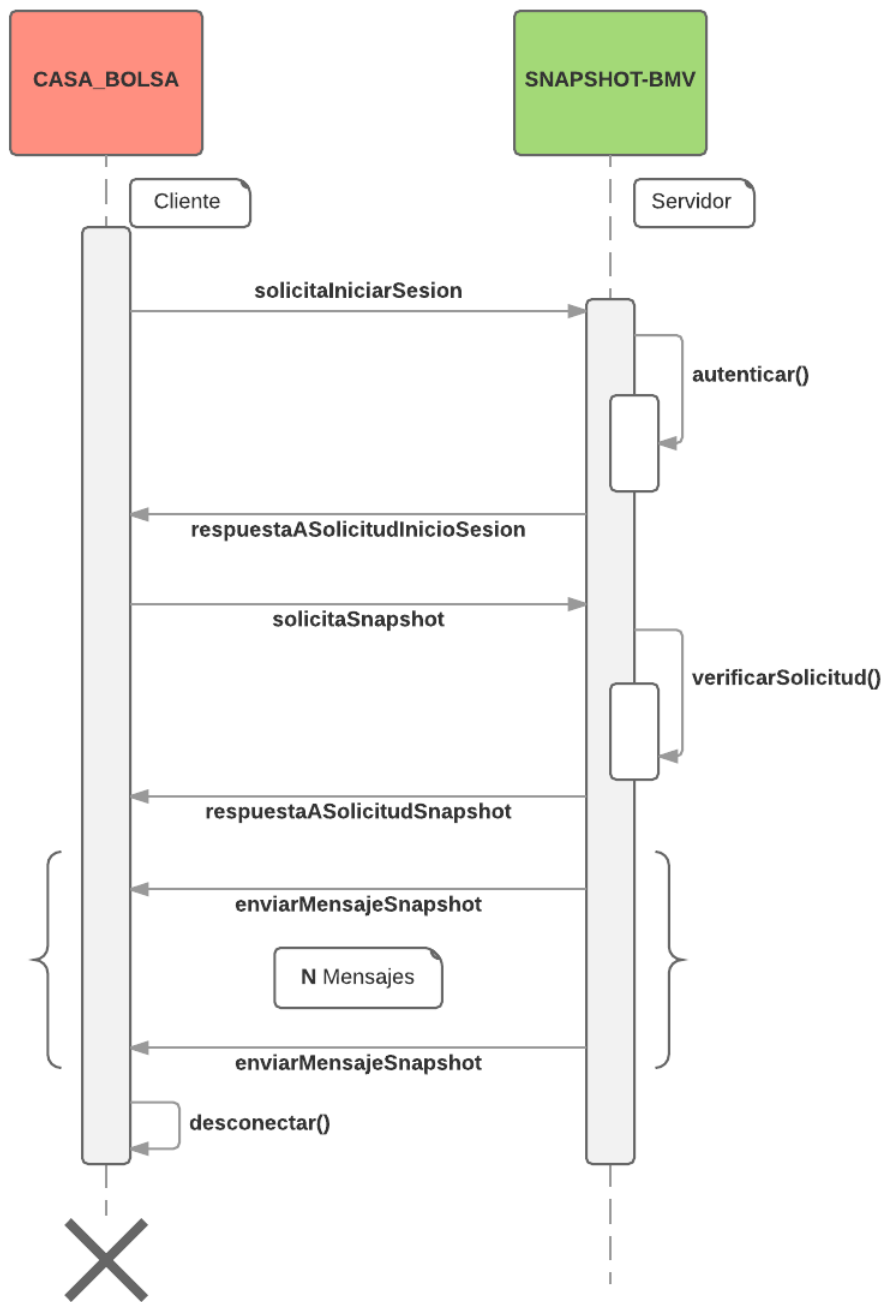 CASA_BOLSA
SNAPSHOT-BMV
Cliente
Servidor
solicitaIniciarSesion
autenticar()
respuestaASolicitudInicioSesion
solicitaSnapshot
verificarSolicitud()
respuestaASolicitudSnapshot
enviarMensajeSnapshot
N Mensajes
enviarMensajeSnapshot
desconectar()